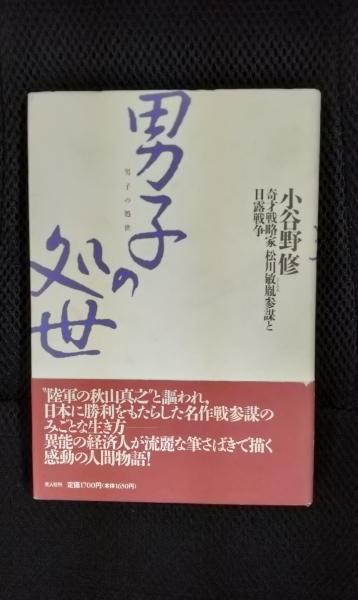 男子の
処世
男子の処世
小谷野修
奇才戦略家 松川敏胤参謀と
日露戦争
“陸軍の秋山真之”と謳われ、
日本に勝利をもたらした名作戦参謀の
みごとな生き方――
異能の経済人が流麗な筆さばきで描く
感動の人間物語!
光人社刊 定価1700円(本体1650円)